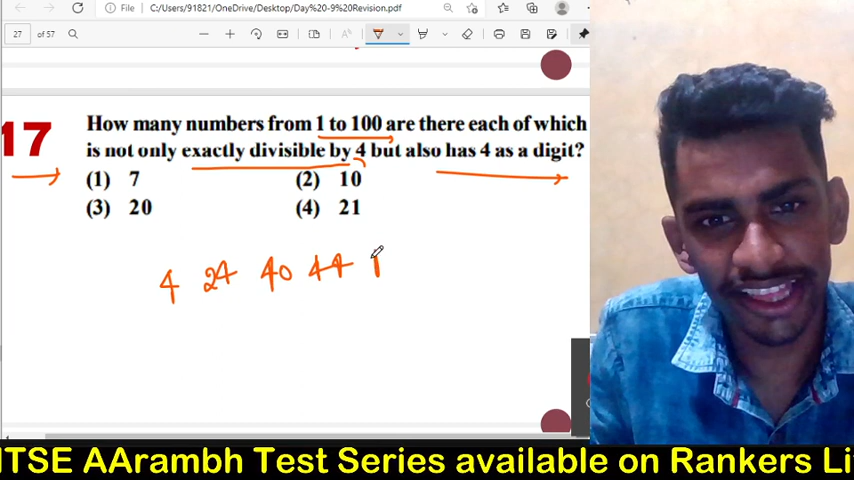 File
C:/Users/91821/OneDrive/Desktop/Day%20-9%20Revision.pdf
27 of 57
17 How many numbers from 1 to 100 are there each of which
is not only exactly divisible by 4 but also has 4 as a digit?
(1) 7 (2) 10
(3) 20 (4) 21
4 24 40 44
NTSE AArambh Test Series available on Rankers Li